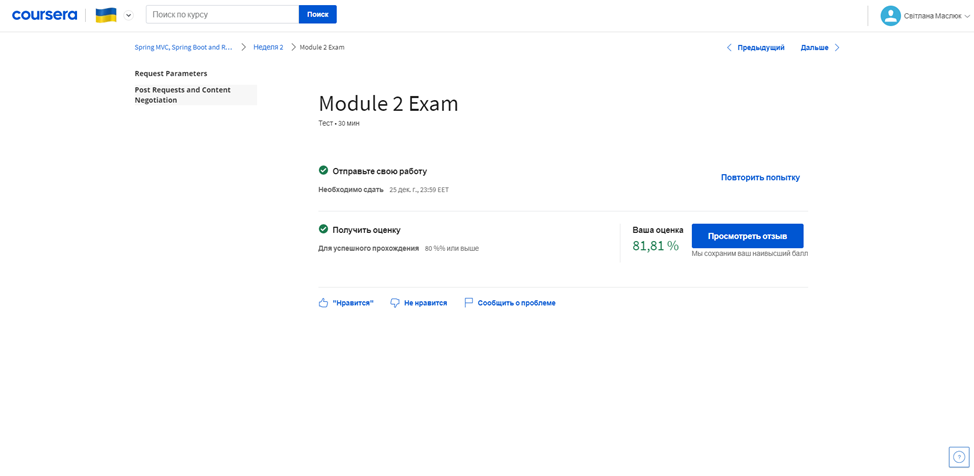 coursera
Поиск по курсу
Поиск
Світлана Маслюк
Spring MVC, Spring Boot and R...
Неделя 2
Module 2 Exam
Предыдущий
Дальше
Request Parameters
Post Requests and Content
Negotiation
Module 2 Exam
Тест • 30 мин
Отправьте свою работу
Необходимо сдать 25 дек. г., 23:59 EET
Повторить попытку
Получить оценку
Для успешного прохождения 80 %% или выше
Ваша оценка
81,81 %
Просмотреть отзыв
Мы сохраним ваш наивысший балл
"Нравится"
Не нравится
Сообщить о проблеме
?